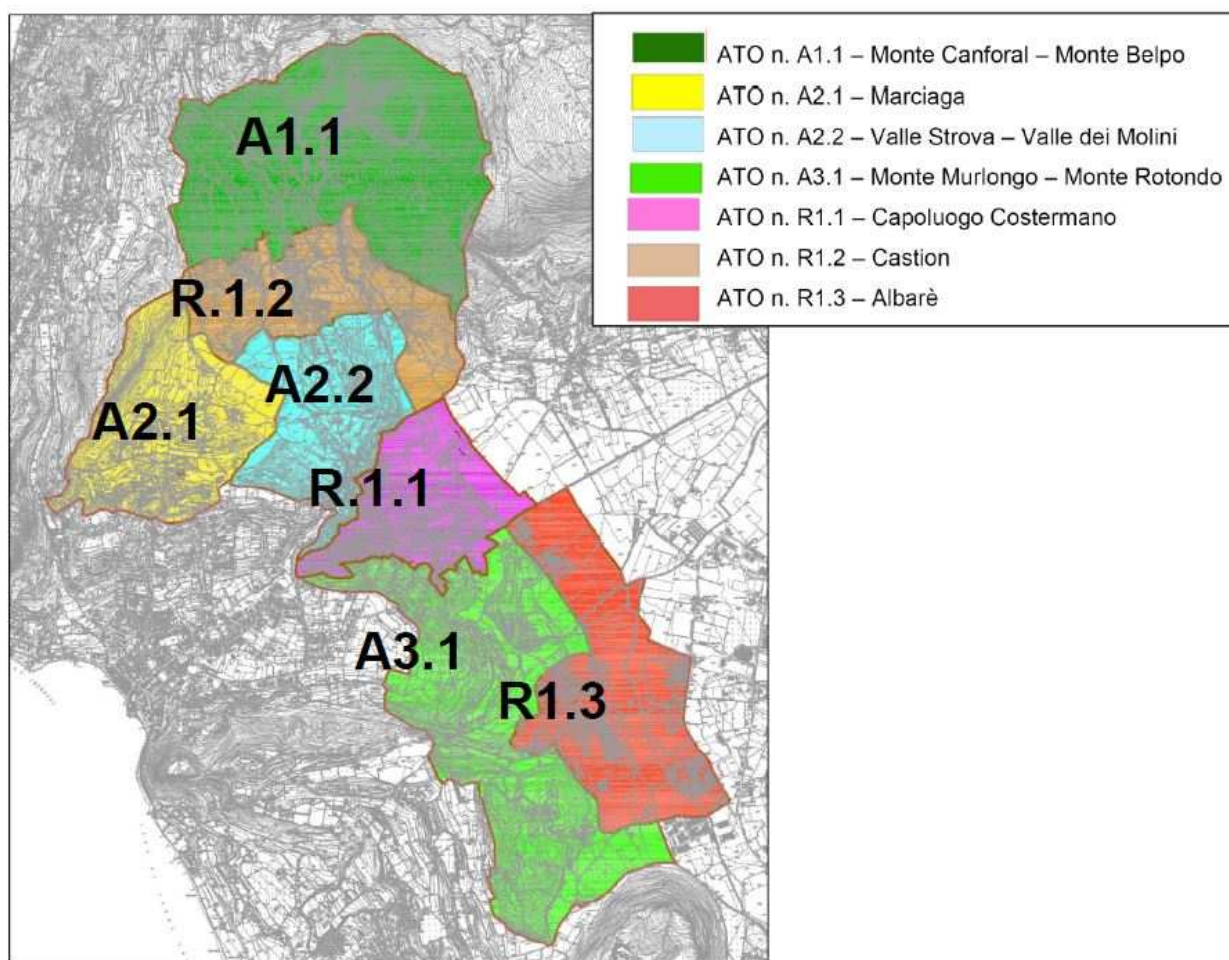 ATO n. A1.1 – Monte Canforal – Monte Belpo
ATO n. A2.1 – Marciaga
ATO n. A2.2 – Valle Strova – Valle dei Molini
ATO n. A3.1 – Monte Murlongo – Monte Rotondo
ATO n. R1.1 – Capoluogo Costermano
ATO n. R1.2 – Castion
ATO n. R1.3 – Albarè
A1.1
R.1.2
A2.2
A2.1
R.1.1
A3.1
R1.3